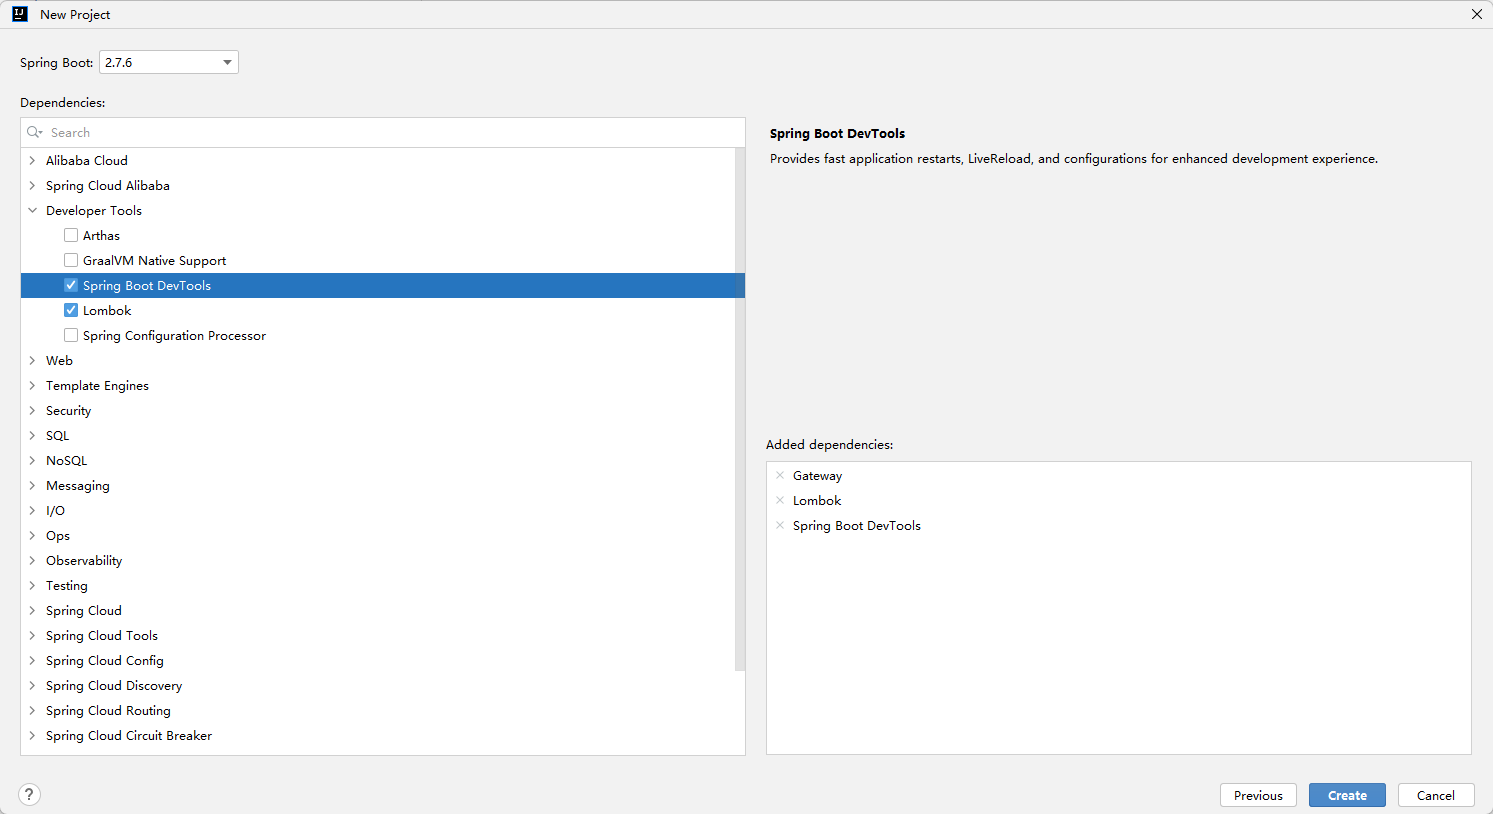 New Project
Spring Boot: 2.7.6
Dependencies:
Search
Alibaba Cloud
Spring Cloud Alibaba
Developer Tools
Arthas
GraalVM Native Support
Spring Boot DevTools
Lombok
Spring Configuration Processor
Web
Template Engines
Security
SQL
NoSQL
Messaging
I/O
Ops
Observability
Testing
Spring Cloud
Spring Cloud Tools
Spring Cloud Config
Spring Cloud Discovery
Spring Cloud Routing
Spring Cloud Circuit Breaker
Spring Boot DevTools
Provides fast application restarts, LiveReload, and configurations for enhanced development experience.
Added dependencies:
Gateway
Lombok
Spring Boot DevTools
?
Previous
Create
Cancel